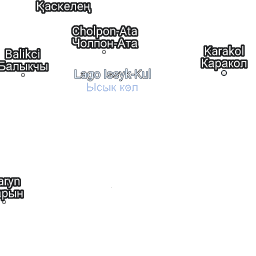 Қаскелең
Cholpon-Ata
Чолпон-Ата
Balikci
Балыкчы
Karakol
Каракол
Lago Issyk-Kul
Ысык көл